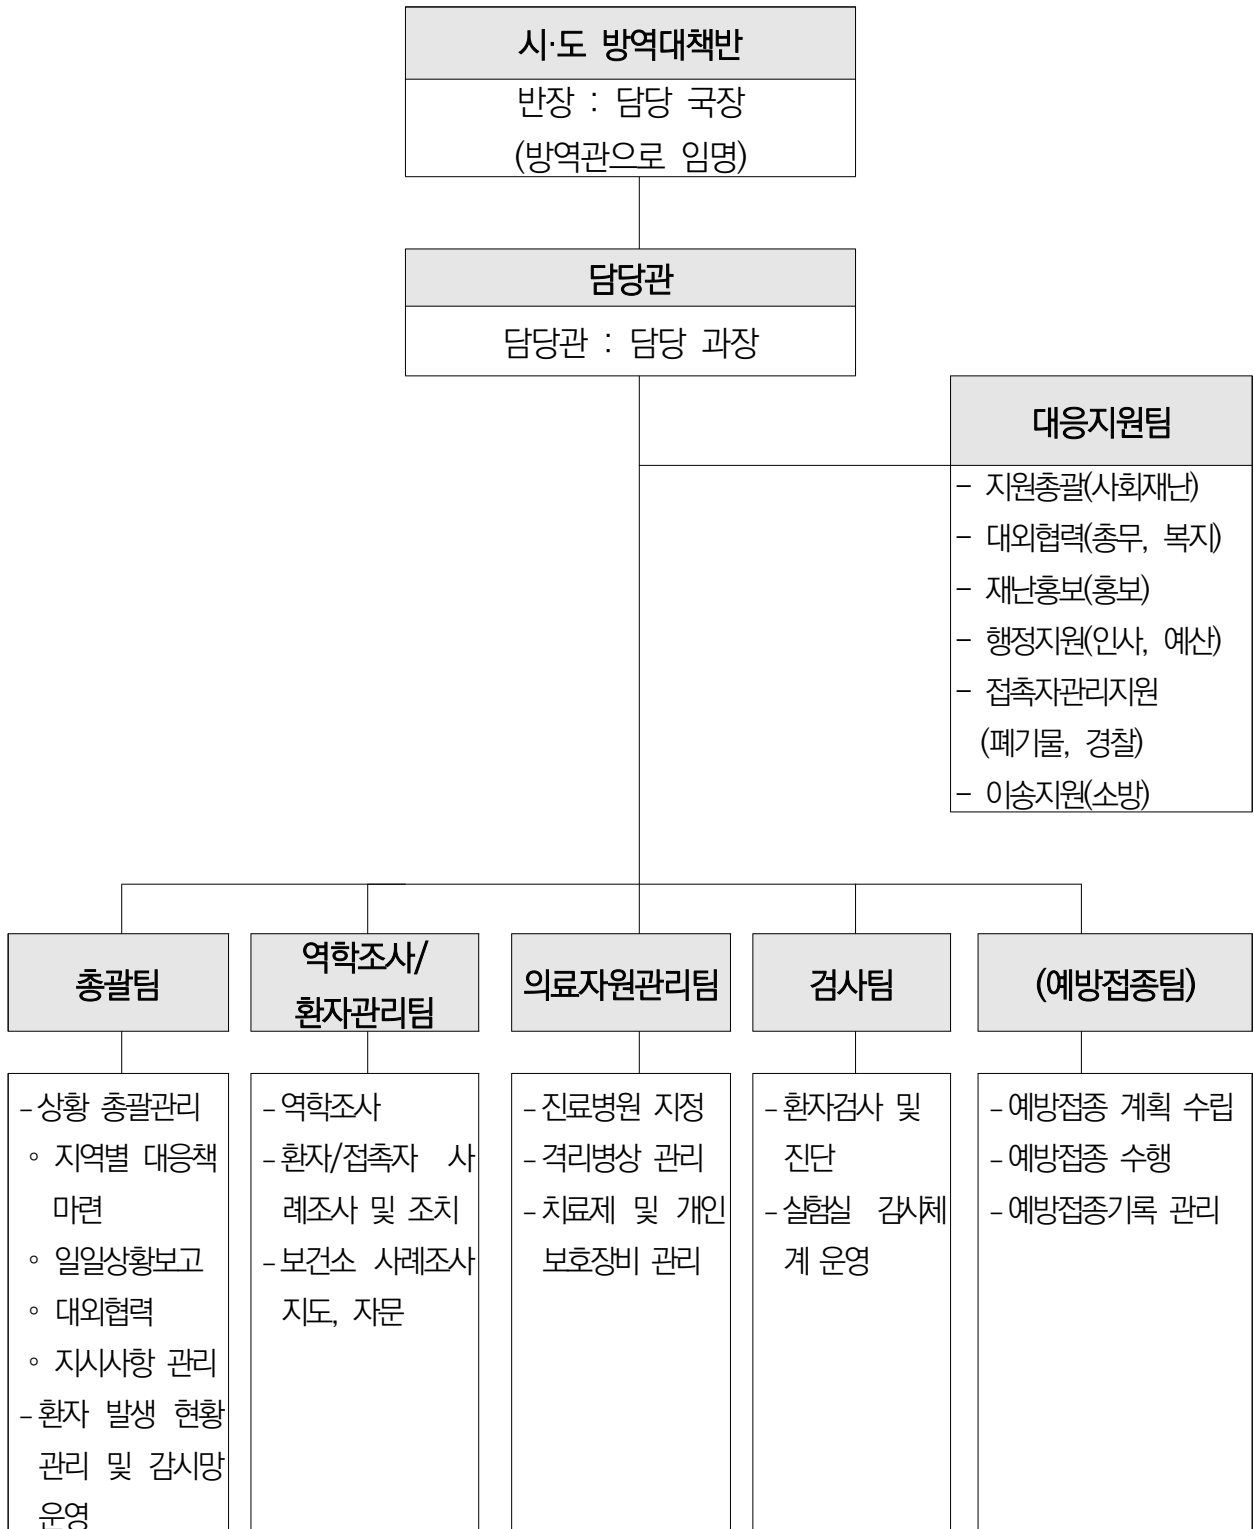 시·도 방역대책반
반장 : 담당 국장
(방역관으로 임명)
담당관
담당관 : 담당 과장
대응지원팀
- 지원총괄(사회재난)
- 대외협력(총무, 복지)
- 재난홍보(홍보)
- 행정지원(인사, 예산)
- 접촉자관리지원
(폐기물, 경찰)
- 이송지원(소방)
총괄팀
- 상황 총괄관리
◦ 지역별 대응책
마련
◦ 일일상황보고
◦ 대외협력
◦ 지시사항 관리
- 환자 발생 현황
관리 및 감시망
운영
역학조사/
환자관리팀
- 역학조사
- 환자/접촉자 사
례조사 및 조치
- 보건소 사례조사
지도, 자문
의료자원관리팀
- 진료병원 지정
- 격리병상 관리
- 치료제 및 개인
보호장비 관리
검사팀
- 환자검사 및
진단
- 실험실 감시체
계 운영
(예방접종팀)
- 예방접종 계획 수립
- 예방접종 수행
- 예방접종기록 관리